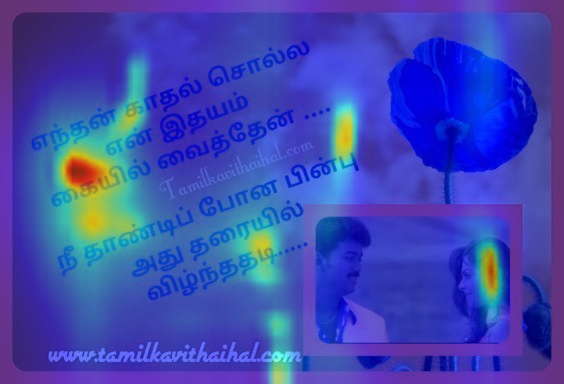 எந்தன் காதல் சொல்ல
என் இதயம்
கையில் வைத்தேன் ....
Tamilkavithaihal.com
நீ தாண்டிப் போன பின்பு
அது தரையில்
விழ்ந்ததடி.....
www.tamilkavithaihal.com